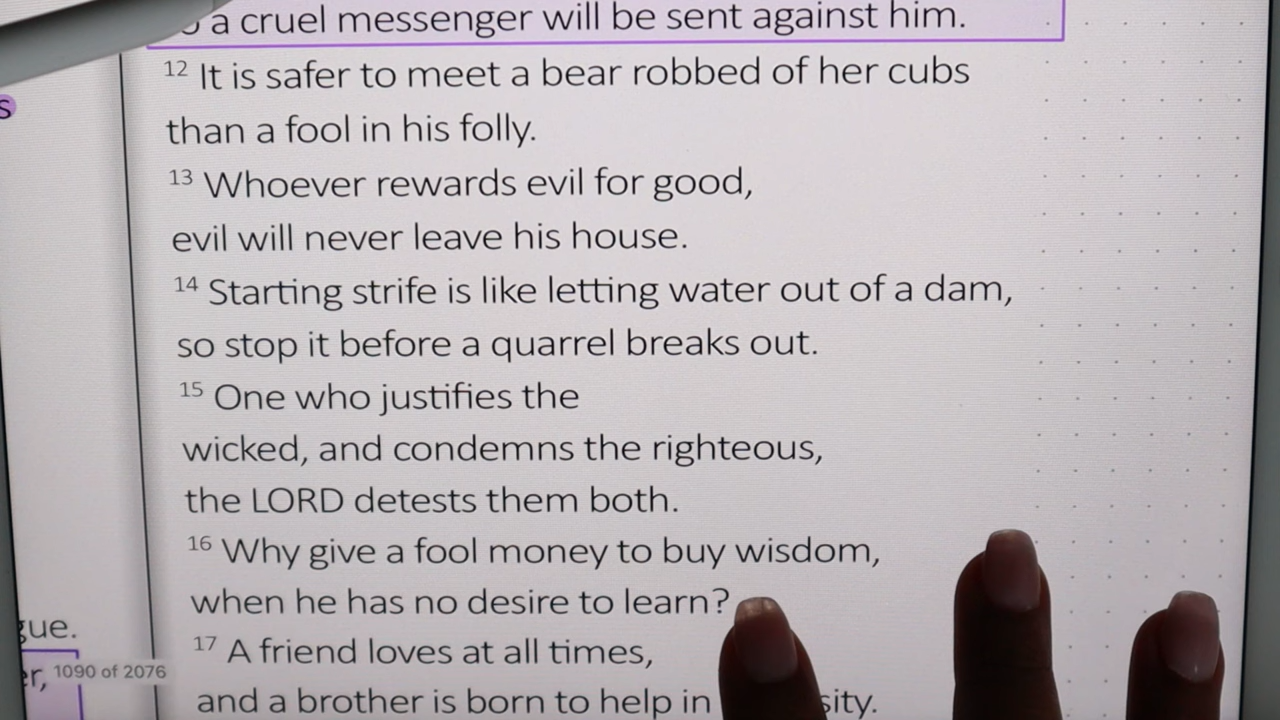 a cruel messenger will be sent against him.
12 It is safer to meet a bear robbed of her cubs
than a fool in his folly.
13 Whoever rewards evil for good,
evil will never leave his house.
14 Starting strife is like letting water out of a dam,
so stop it before a quarrel breaks out.
15 One who justifies the
wicked, and condemns the righteous,
the LORD detests them both.
16 Why give a fool money to buy wisdom,
when he has no desire to learn?
17 A friend loves at all times,
and a brother is born to help in
1090 of 2076